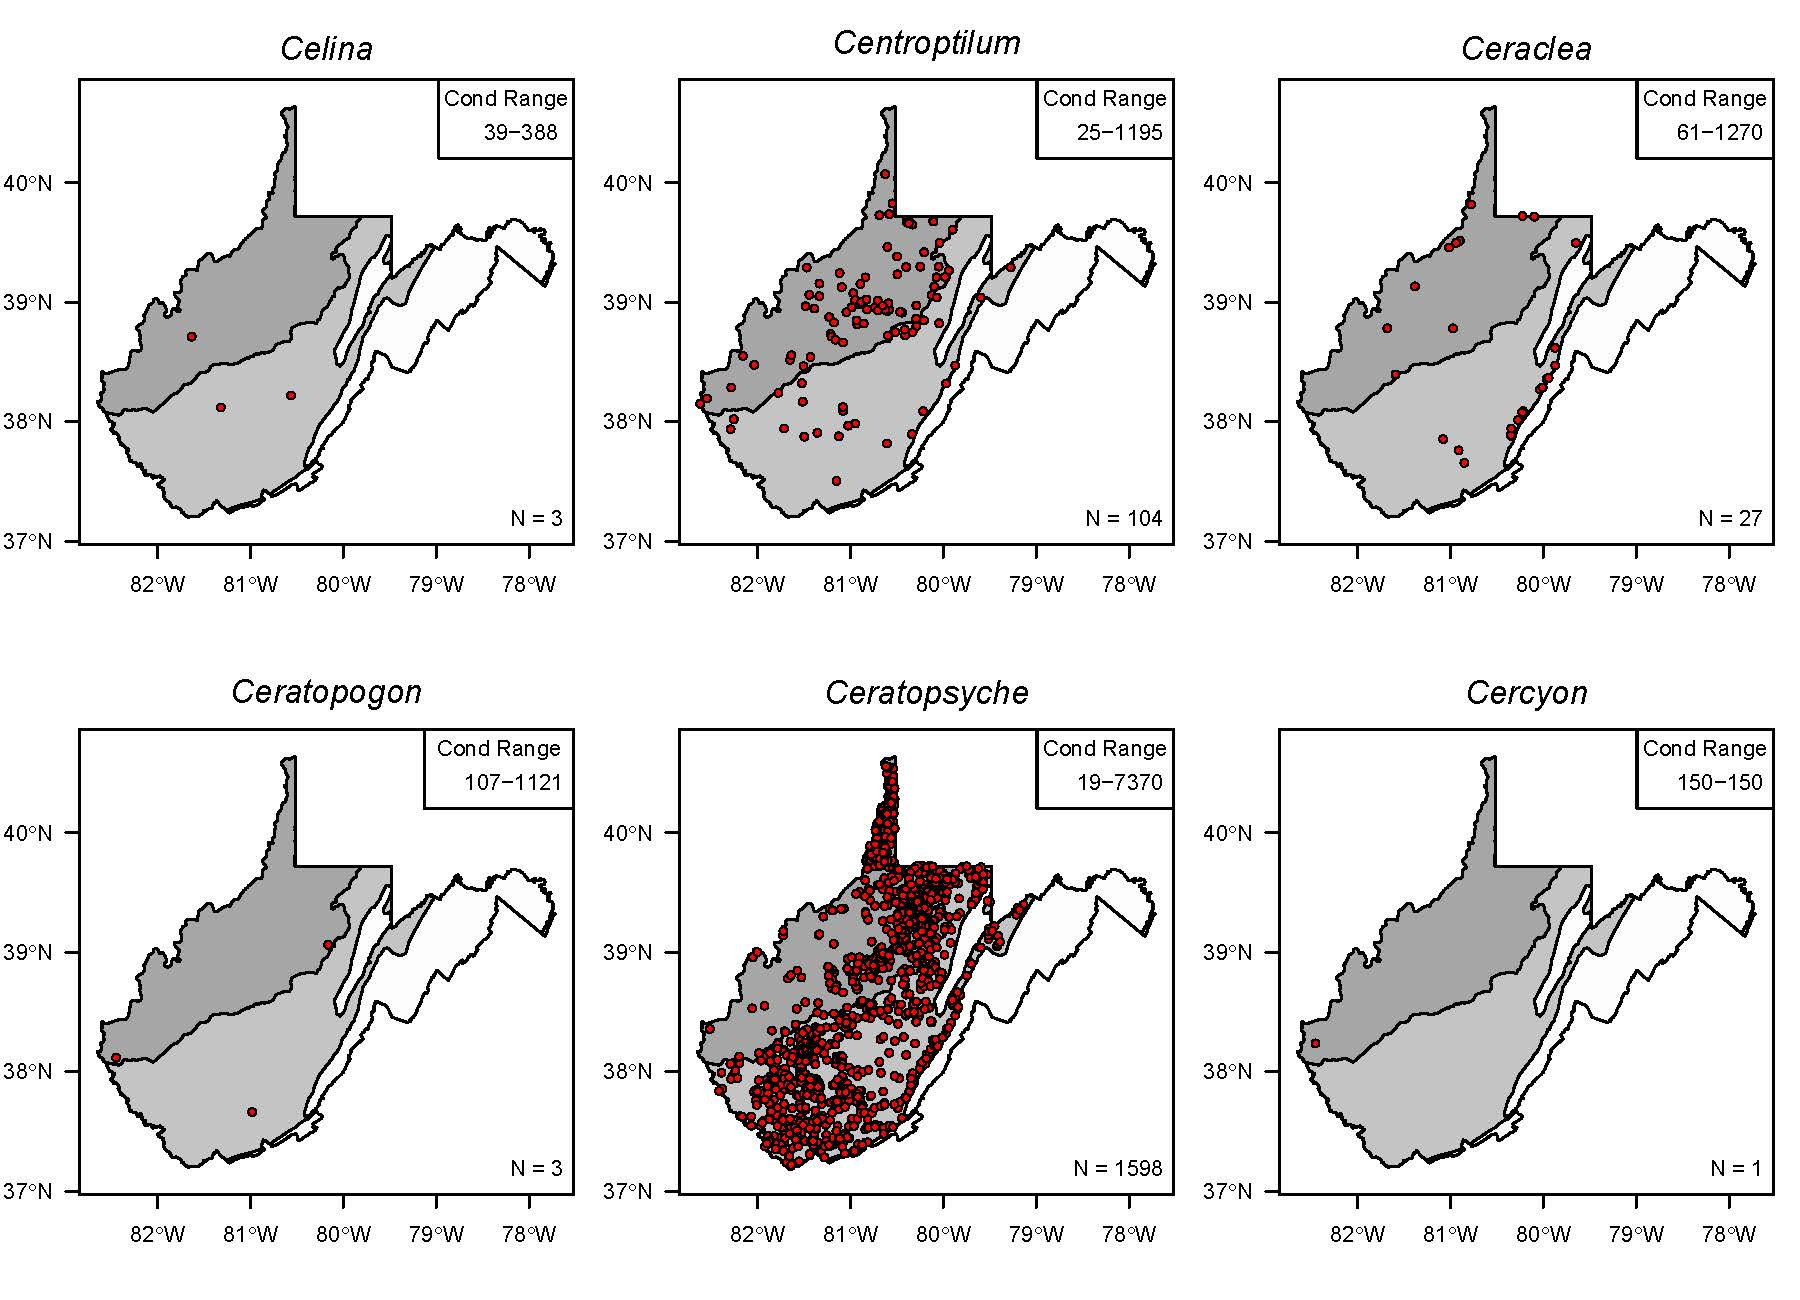 Celina
Cond Range
39−388
40°N
39°N
38°N
37°N
N = 3
82°W 81°W 80°W 79°W 78°W
Centroptilum
Cond Range
25−1195
40°N
39°N
38°N
37°N
N = 104
82°W 81°W 80°W 79°W 78°W
Ceraclea
Cond Range
61−1270
40°N
39°N
38°N
37°N
N = 27
82°W 81°W 80°W 79°W 78°W
Ceratopogon
Cond Range
107−1121
40°N
39°N
38°N
37°N
N = 3
82°W 81°W 80°W 79°W 78°W
Ceratopsyche
Cond Range
19−7370
40°N
39°N
38°N
37°N
N = 1598
82°W 81°W 80°W 79°W 78°W
Cercyon
Cond Range
150−150
40°N
39°N
38°N
37°N
N = 1
82°W 81°W 80°W 79°W 78°W